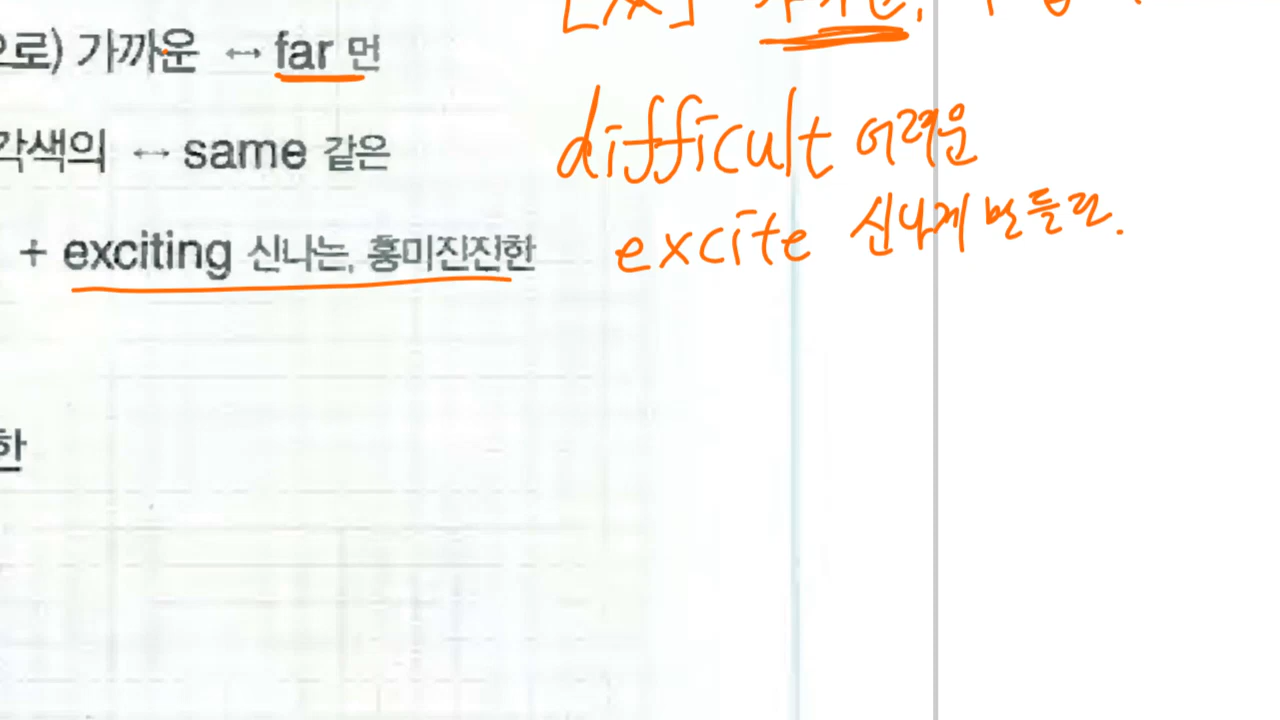 으로) 가까운 ↔ far 먼
각색의 ↔ same 같은
+ exciting 신나는, 흥미진진한
한
difficult 어려운
excite 신나게 만들다.